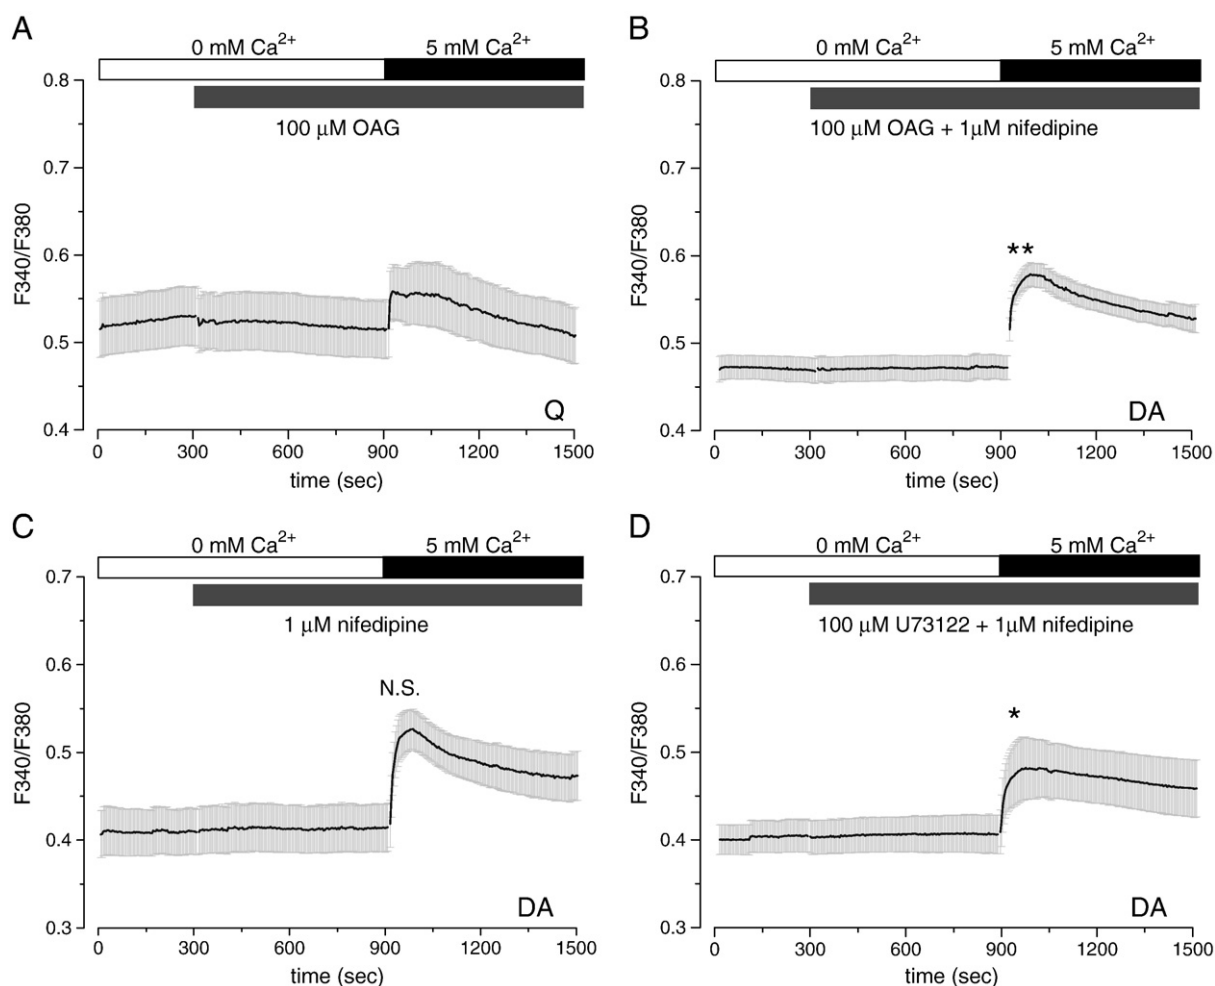 A
0 mM Ca²⁺ 5 mM Ca²⁺
100 μM OAG
0.8
0.7
0.6
0.5
0.4
F340/F380
Q
0 300 600 900 1200 1500
time (sec)
B
0 mM Ca²⁺ 5 mM Ca²⁺
100 μM OAG + 1μM nifedipine
0.8
0.7
0.6
0.5
0.4
F340/F380
**
DA
0 300 600 900 1200 1500
time (sec)
C
0 mM Ca²⁺ 5 mM Ca²⁺
1 μM nifedipine
0.7
0.6
0.5
0.4
0.3
F340/F380
N.S.
DA
0 300 600 900 1200 1500
time (sec)
D
0 mM Ca²⁺ 5 mM Ca²⁺
100 μM U73122 + 1μM nifedipine
0.7
0.6
0.5
0.4
0.3
F340/F380
*
DA
0 300 600 900 1200 1500
time (sec)